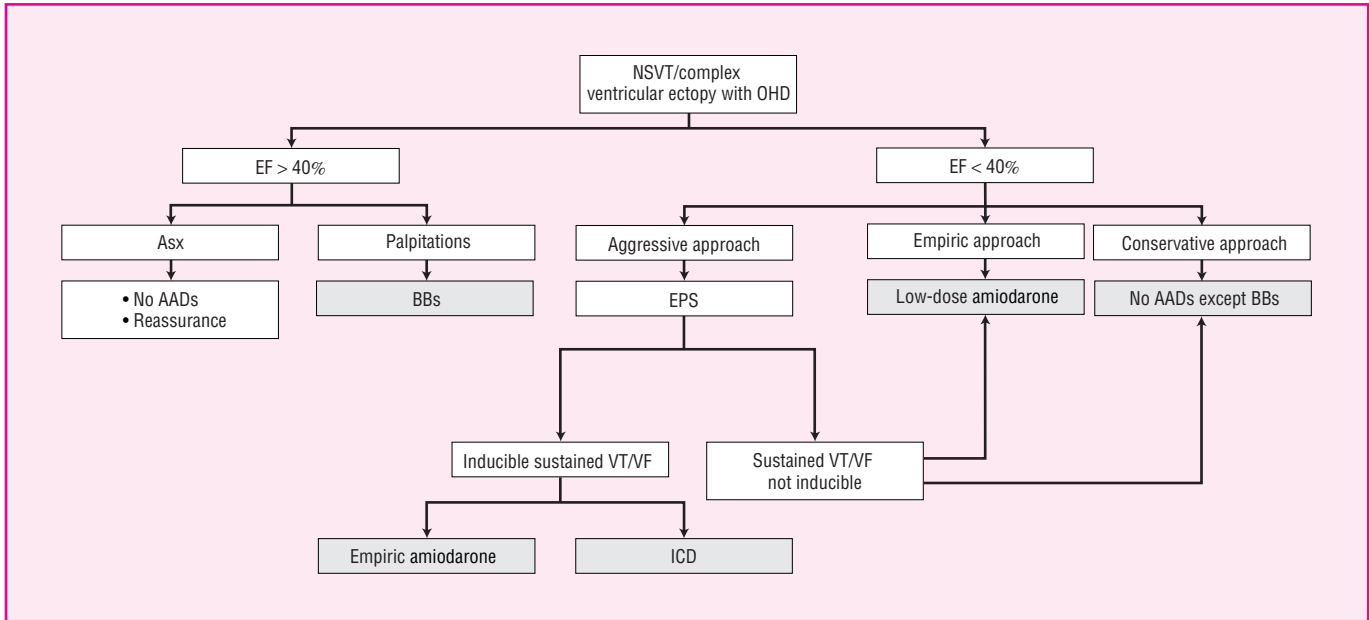 NSVT/complex
ventricular ectopy with OHD
EF > 40%
EF < 40%
Asx
Palpitations
Aggressive approach
Empiric approach
Conservative approach
• No AADs
• Reassurance
BBs
EPS
Low-dose amiodarone
No AADs except BBs
Inducible sustained VT/VF
Sustained VT/VF
not inducible
Empiric amiodarone
ICD